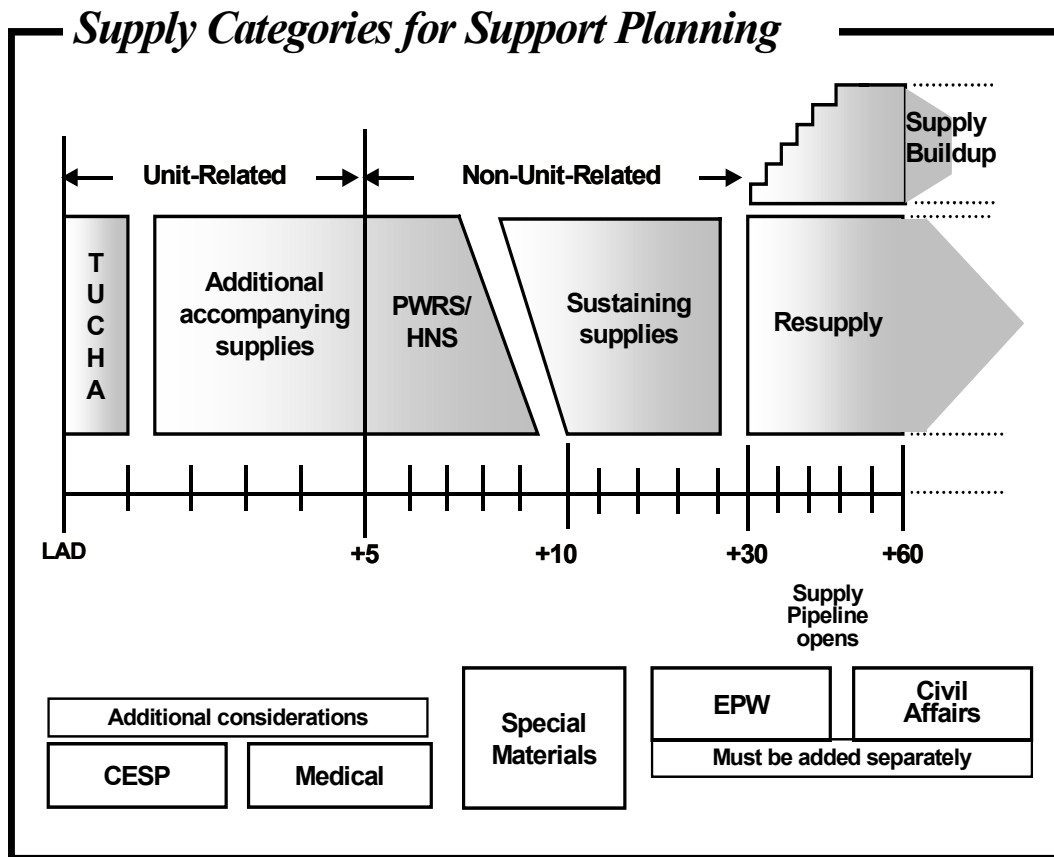 Supply Categories for Support Planning
Supply
Buildup
Unit-Related
Non-Unit-Related
T
U
C
H
A
Additional
accompanying
supplies
PWRS/
HNS
Sustaining
supplies
Resupply
LAD
+5
+10
+30
+60
Supply
Pipeline
opens
Additional considerations
CESP
Medical
Special
Materials
EPW
Civil
Affairs
Must be added separately